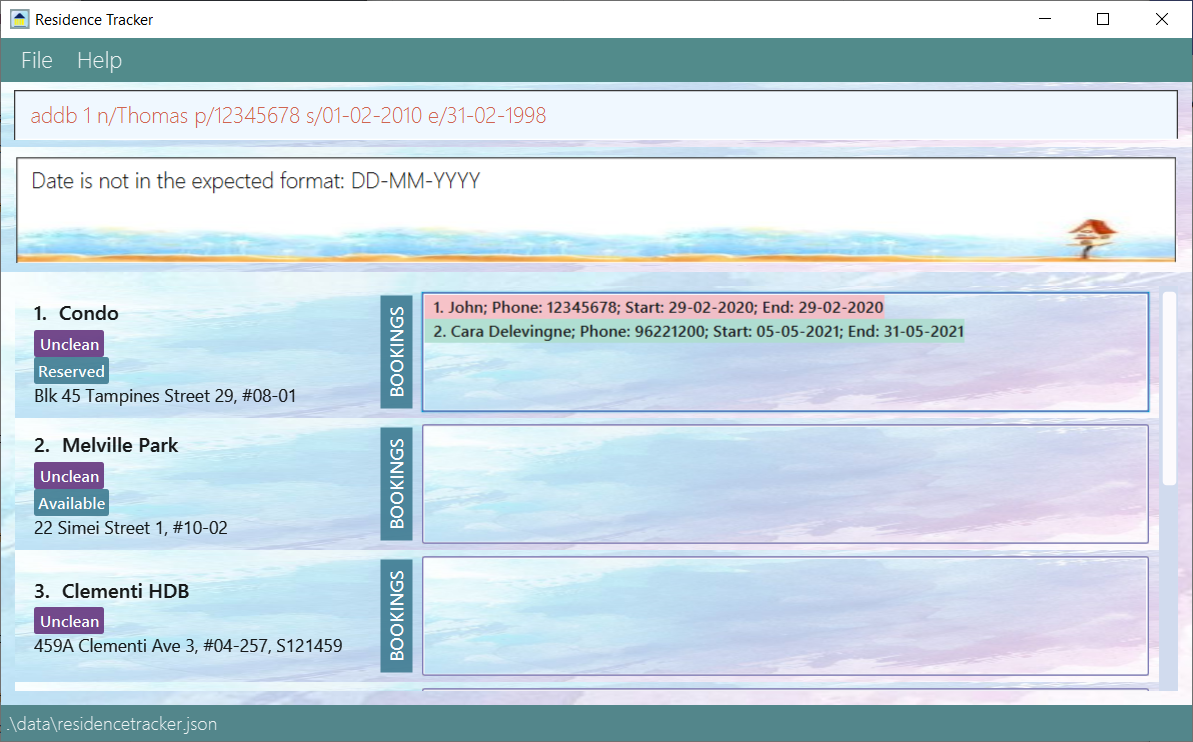 Residence Tracker
File Help
addb 1 n/Thomas p/12345678 s/01-02-2010 e/31-02-1998
Date is not in the expected format: DD-MM-YYYY
1. Condo
Unclean
Reserved
Blk 45 Tampines Street 29, #08-01
BOOKINGS
1. John; Phone: 12345678; Start: 29-02-2020; End: 29-02-2020
2. Cara Delevingne; Phone: 96221200; Start: 05-05-2021; End: 31-05-2021
2. Melville Park
Unclean
Available
22 Simei Street 1, #10-02
BOOKINGS
3. Clementi HDB
Unclean
459A Clementi Ave 3, #04-257, S121459
BOOKINGS
.\data\residencetracker.json